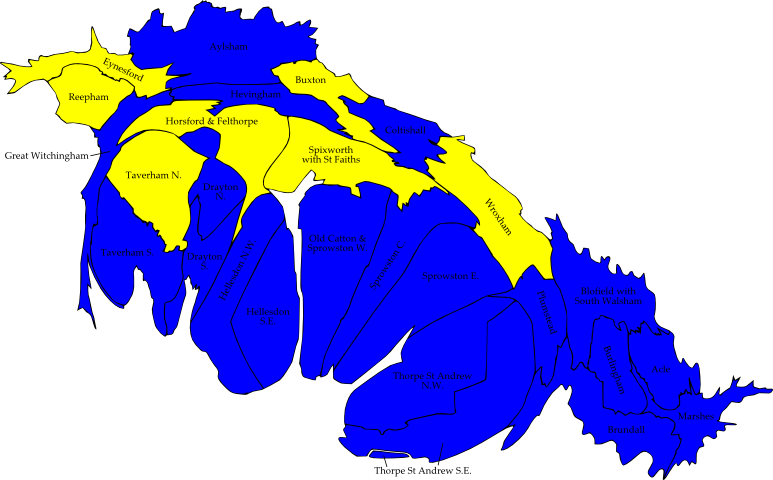 Aylsham
Eynesford
Buxton
Reepham
Hevingham
Horsford & Felthorpe
Coltishall
Great Witchingham
Spixworth
with St Faiths
Taverham N.
Drayton
N.
Wroxham
Old Catton &
Sprowston W.
Sprowston C.
Taverham S.
Drayton
S.
Hellesdon N.W.
Sprowston E.
Plumstead
Blofield with
South Walsham
Hellesdon
S.E.
Burlingham
Acle
Thorpe St Andrew
N.W.
Marshes
Brundall
Thorpe St Andrew S.E.